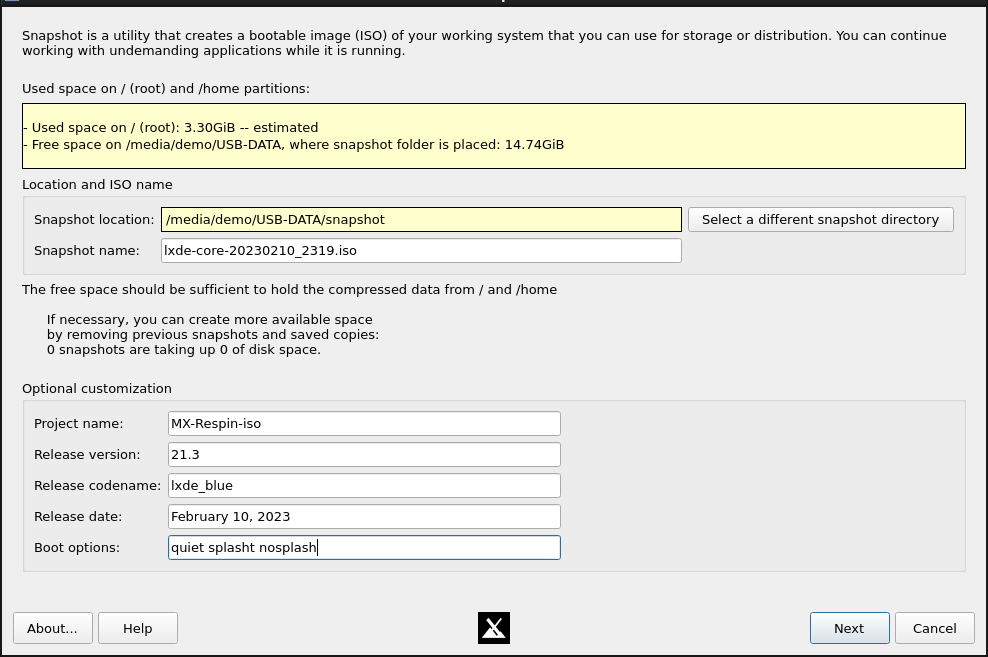 Snapshot is a utility that creates a bootable image (ISO) of your working system that you can use for storage or distribution. You can continue
working with undemanding applications while it is running.
Used space on / (root) and /home partitions:
- Used space on / (root): 3.30GiB -- estimated
- Free space on /media/demo/USB-DATA, where snapshot folder is placed: 14.74GiB
Location and ISO name
Snapshot location: /media/demo/USB-DATA/snapshot Select a different snapshot directory
Snapshot name: lxde-core-20230210_2319.iso
The free space should be sufficient to hold the compressed data from / and /home
If necessary, you can create more available space
by removing previous snapshots and saved copies:
0 snapshots are taking up 0 of disk space.
Optional customization
Project name: MX-Respin-iso
Release version: 21.3
Release codename: lxde_blue
Release date: February 10, 2023
Boot options: quiet splasht nosplash
About... Help Next Cancel